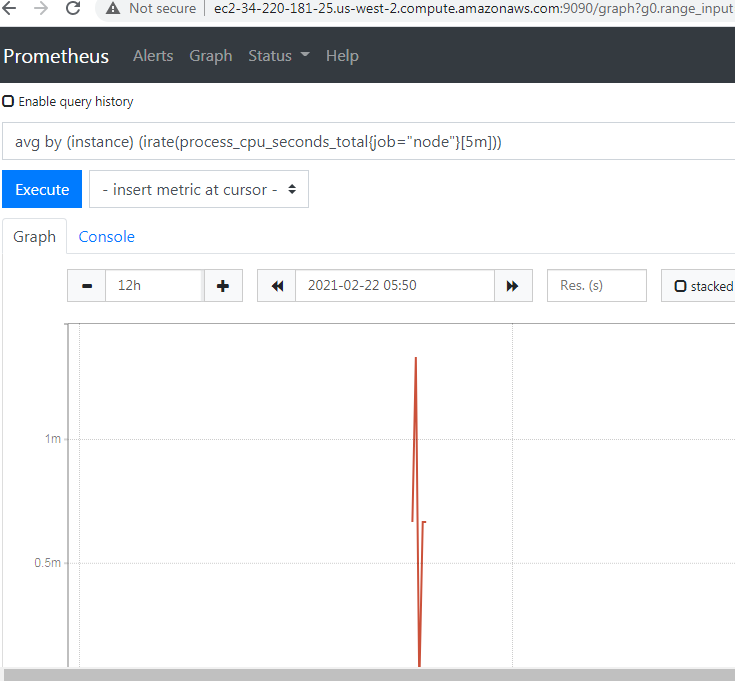 Not secure | ec2-34-220-181-25.us-west-2.compute.amazonaws.com:9090/graph?g0.range_input
Prometheus Alerts Graph Status Help
Enable query history
avg by (instance) (irate(process_cpu_seconds_total{job="node"}[5m]))
Execute - insert metric at cursor -
Graph Console
12h 2021-02-22 05:50 Res. (s) stacked
1m
0.5m